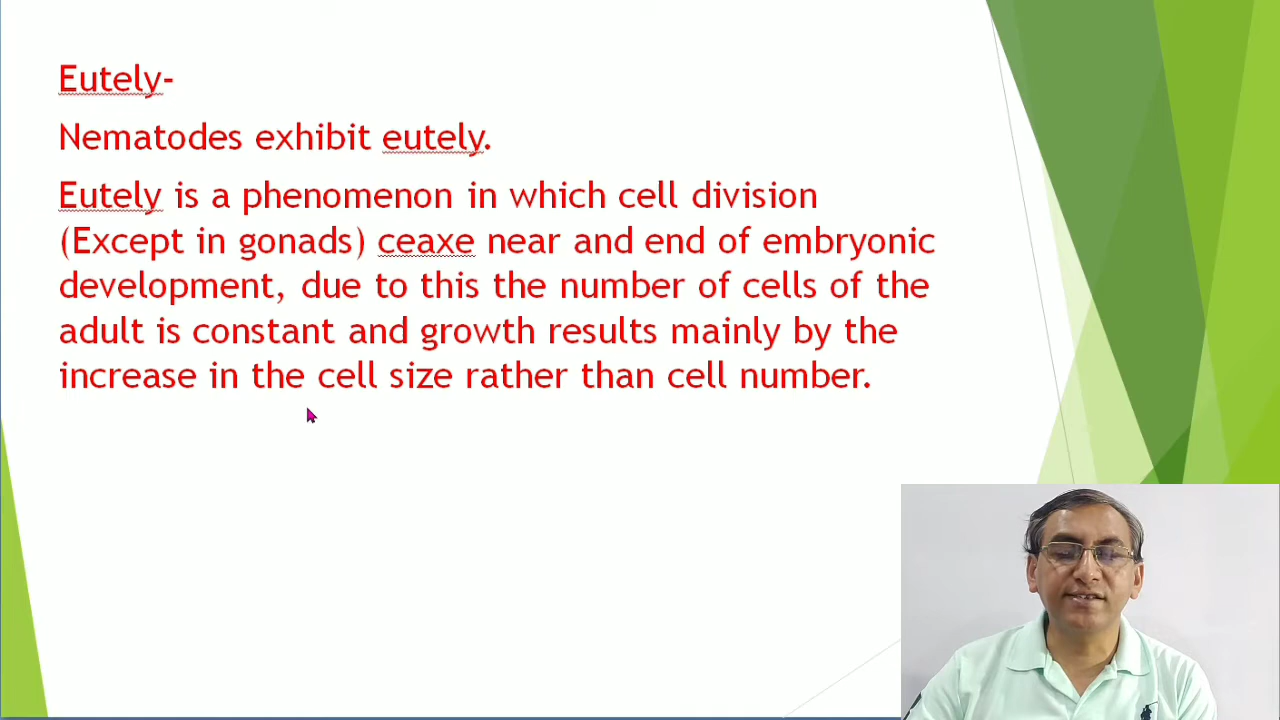 Eutely-
Nematodes exhibit eutely.
Eutely is a phenomenon in which cell division
(Except in gonads) ceaxe near and end of embryonic
development, due to this the number of cells of the
adult is constant and growth results mainly by the
increase in the cell size rather than cell number.